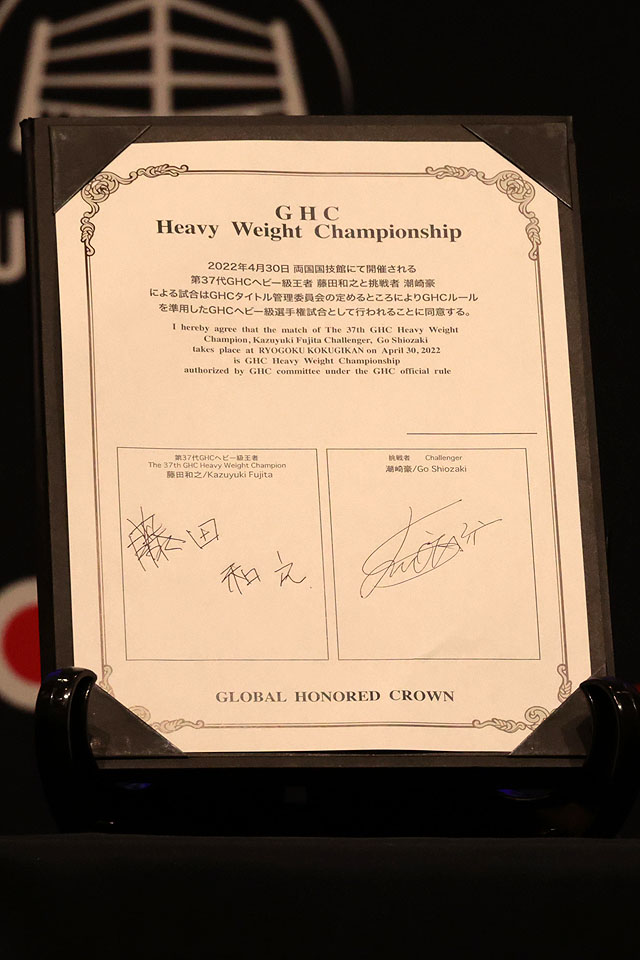 G H C
Heavy Weight Championship
2022年4月30日 両国国技館にて開催される
第37代GHCヘビー級王者 藤田和之と挑戦者 潮崎豪
による試合はGHCタイトル管理委員会の定めるところによりGHCルール
を準用したGHCヘビー級選手権試合として行われることに同意する。
I hereby agree that the match of The 37th GHC Heavy Weight
Champion, Kazuyuki Fujita Challenger, Go Shiozaki
takes place at RYOGOKU KOKUGIKAN on April 30, 2022
is GHC Heavy Weight Championship
authorized by GHC committee under the GHC official rule
第37代GHCヘビー級王者
The 37th GHC Heavy Weight Champion
藤田和之/Kazuyuki Fujita
藤田
和之
挑戦者 Challenger
潮崎豪/Go Shiozaki
GLOBAL HONORED CROWN